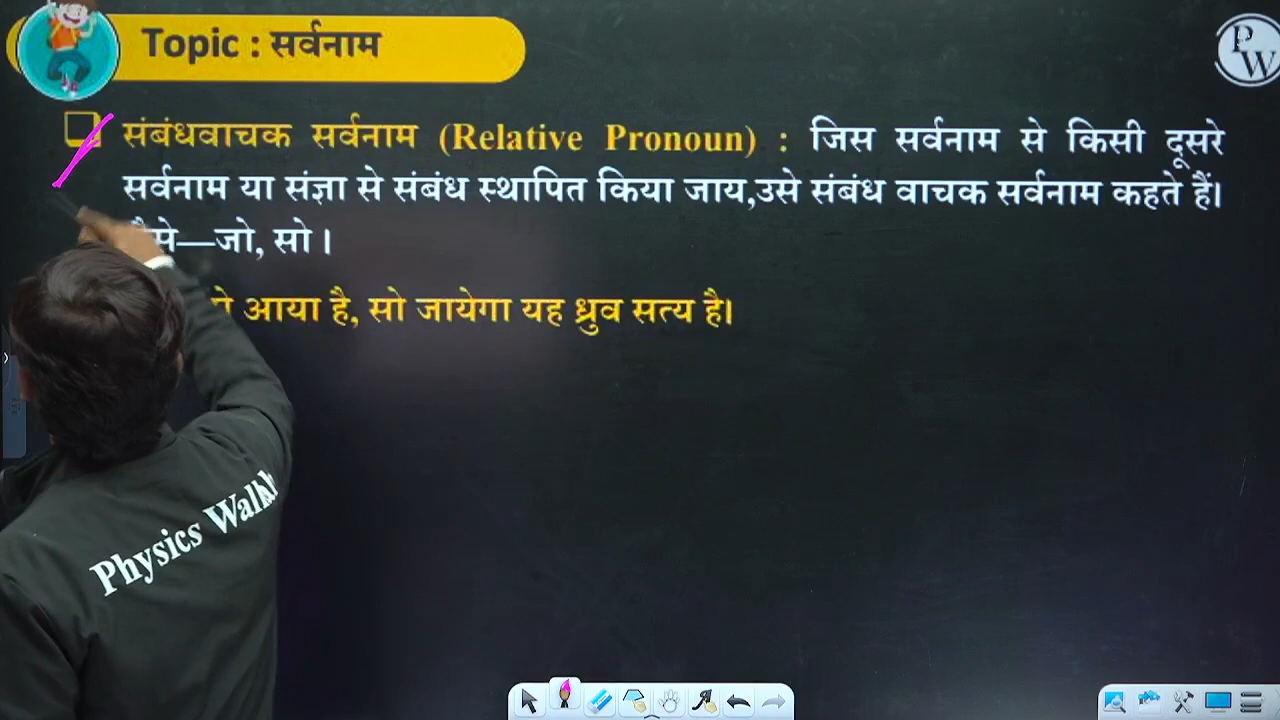 Topic : सर्वनाम
PW
संबंधवाचक सर्वनाम (Relative Pronoun) : जिस सर्वनाम से किसी दूसरे
सर्वनाम या संज्ञा से संबंध स्थापित किया जाय,उसे संबंध वाचक सर्वनाम कहते हैं।
—जो, सो ।
आया है, सो जायेगा यह ध्रुव सत्य है।
Physics